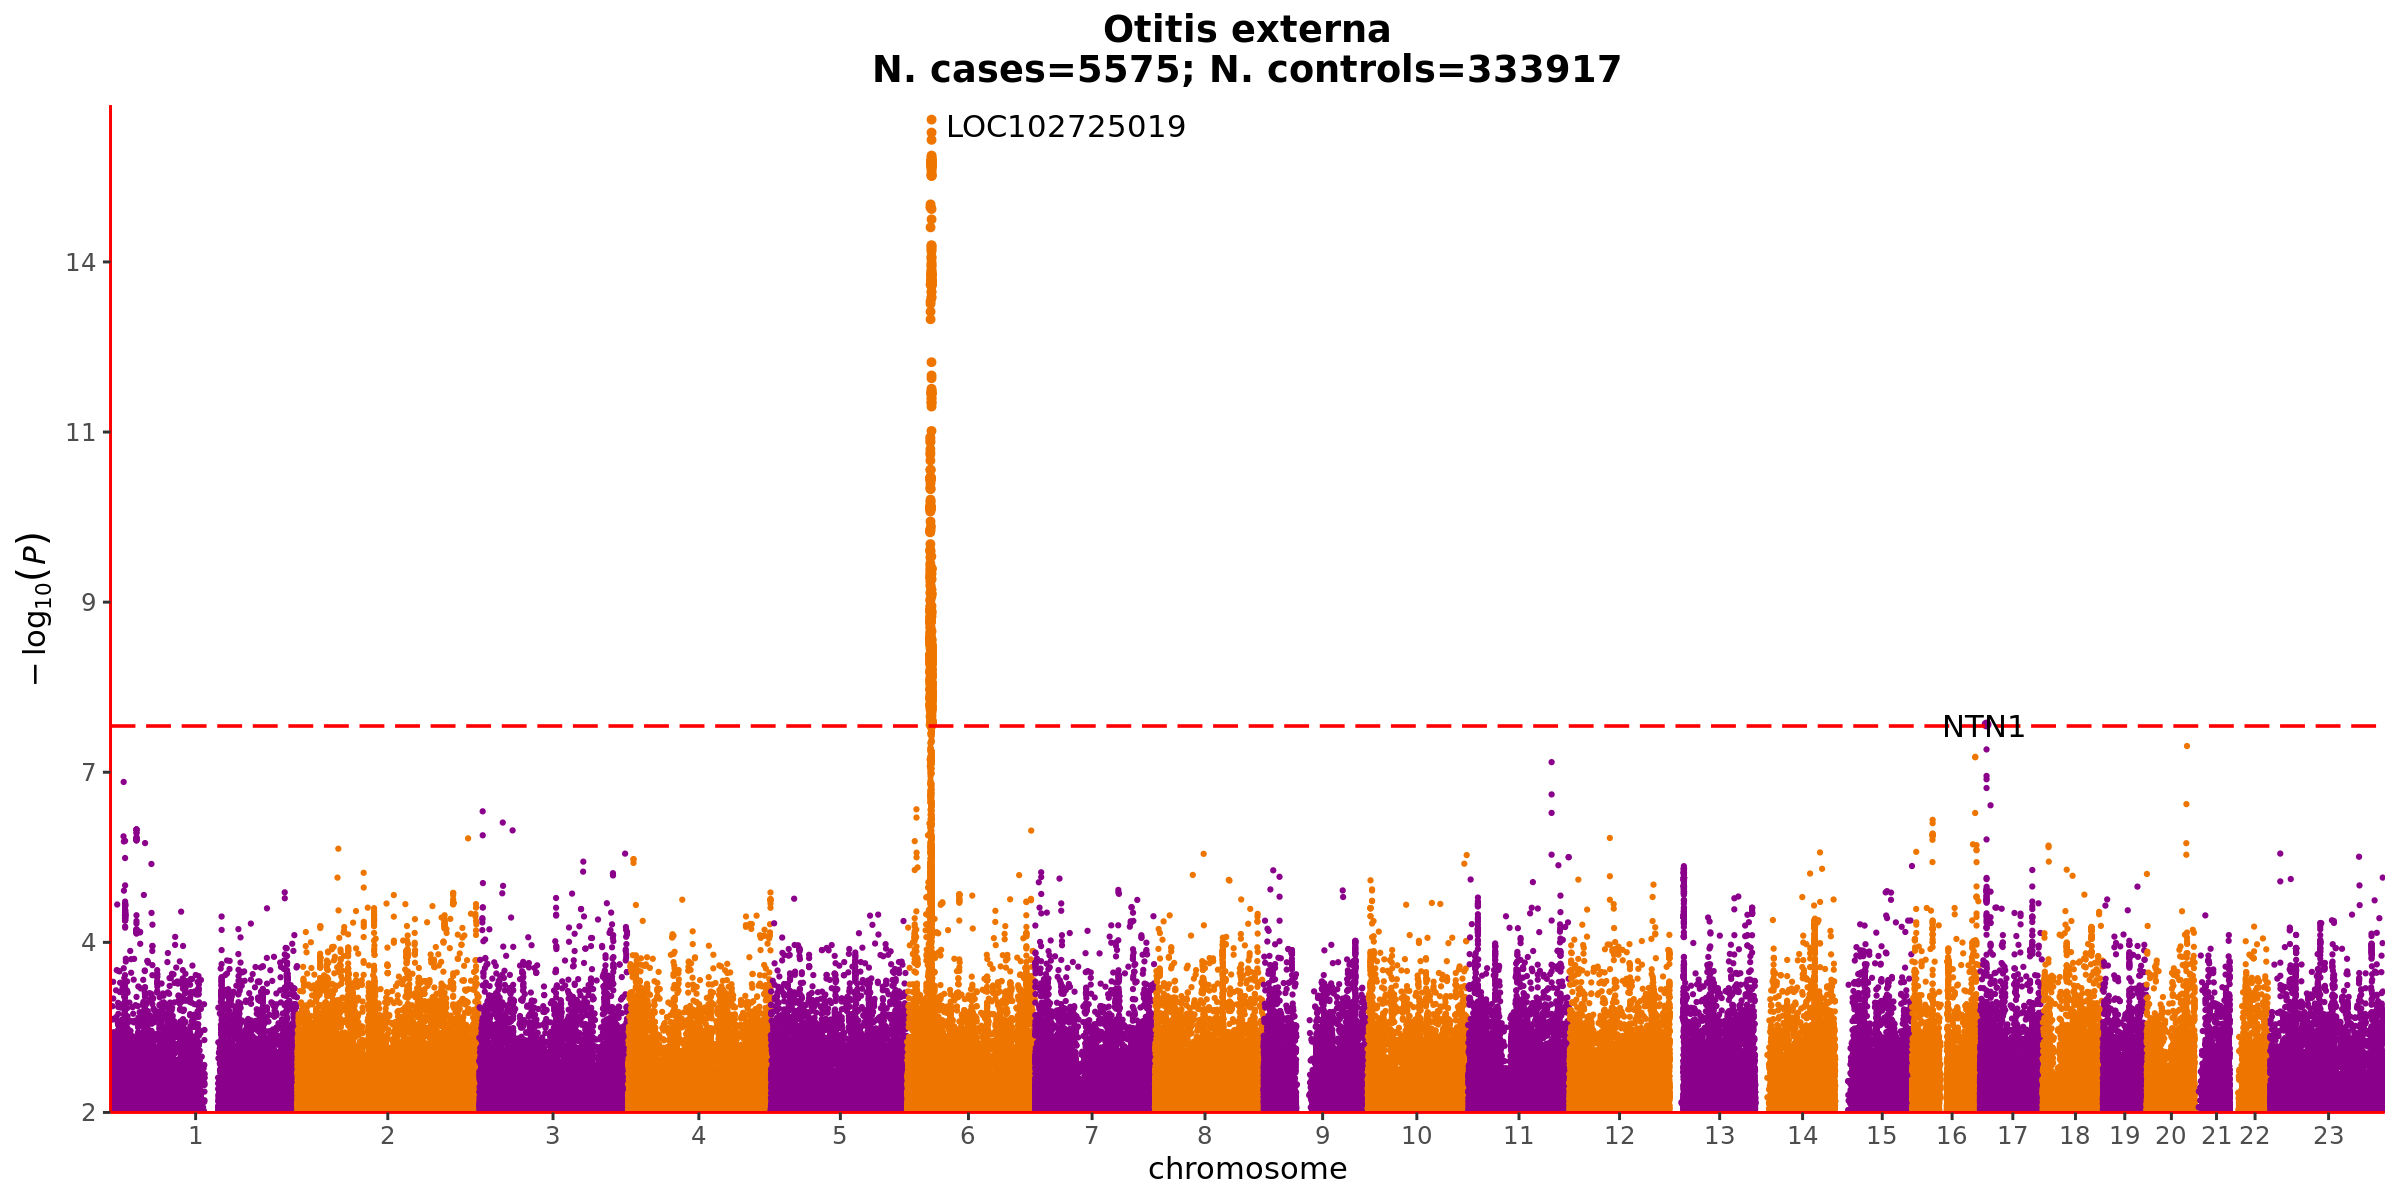 Otitis externa
N. cases=5575; N. controls=333917
LOC102725019
14
11
9
7
4
2
− log10(P)
NTN1
1 2 3 4 5 6 7 8 9 10 11 12 13 14 15 16 17 18 19 20 21 22 23
chromosome